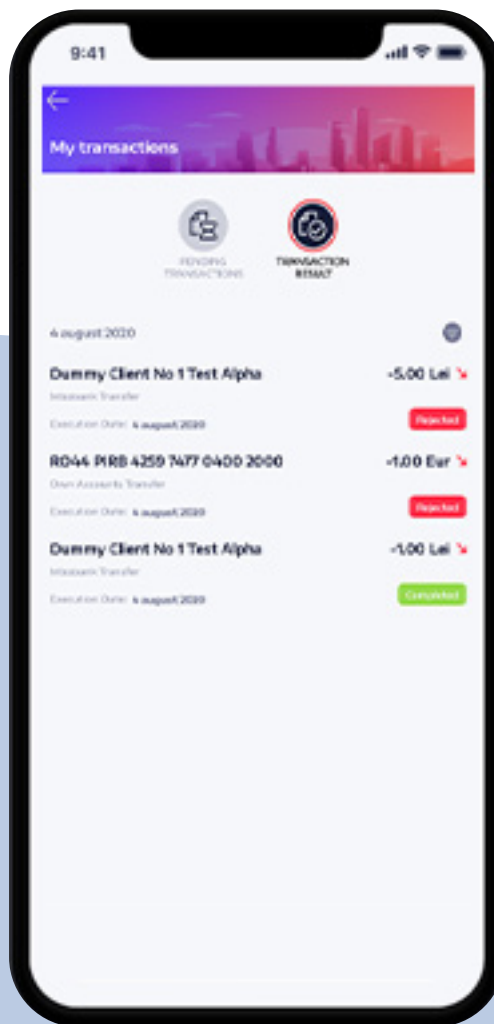 9:41
My transactions
PENDING TRANSACTION
TRANSACTIONS RESULT
4 august 2020
Dummy Client No 1 Test Alpha -5.00 Lei
Intrabank Transfer
Rejected
Execution Date: 4 august 2020
RO44 PIRB 4259 7477 0400 2000 -1.00 Eur
Own Accounts Transfer
Rejected
Execution Date: 4 august 2020
Dummy Client No 1 Test Alpha -1.00 Lei
Intrabank Transfer
Completed
Execution Date: 4 august 2020